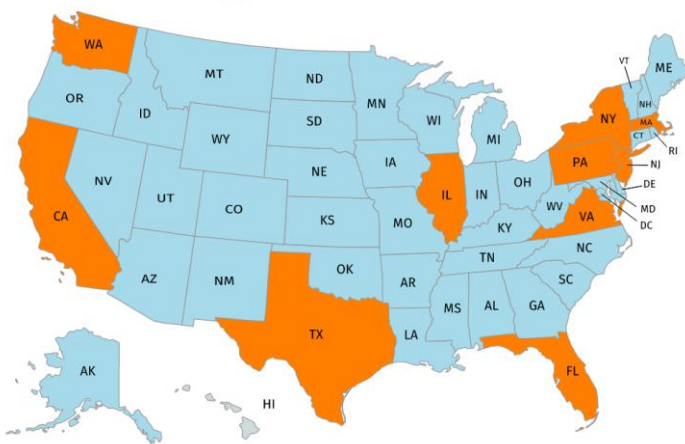 WA
MT
ND
MN
VT
ME
OR
ID
SD
WI
NH
NY
MA
WY
MI
CT
RI
IA
PA
NJ
NE
NV
UT
CO
IL
IN
OH
DE
WV
MD
CA
KS
MO
KY
VA
DC
NC
TN
AZ
NM
OK
AR
SC
MS
AL
GA
LA
TX
FL
AK
HI